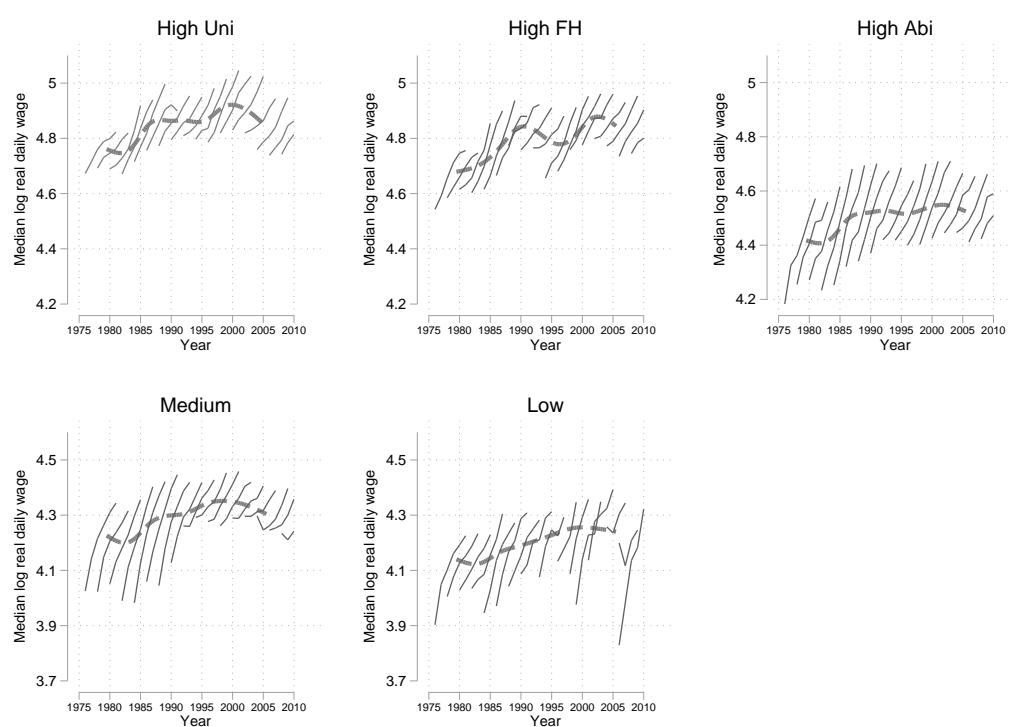 High Uni
Median log real daily wage
5
4.8
4.6
4.4
4.2
1975 1980 1985 1990 1995 2000 2005 2010
Year
High FH
Median log real daily wage
5
4.8
4.6
4.4
4.2
1975 1980 1985 1990 1995 2000 2005 2010
Year
High Abi
Median log real daily wage
5
4.8
4.6
4.4
4.2
1975 1980 1985 1990 1995 2000 2005 2010
Year
Medium
Median log real daily wage
4.5
4.3
4.1
3.9
3.7
1975 1980 1985 1990 1995 2000 2005 2010
Year
Low
Median log real daily wage
4.5
4.3
4.1
3.9
3.7
1975 1980 1985 1990 1995 2000 2005 2010
Year